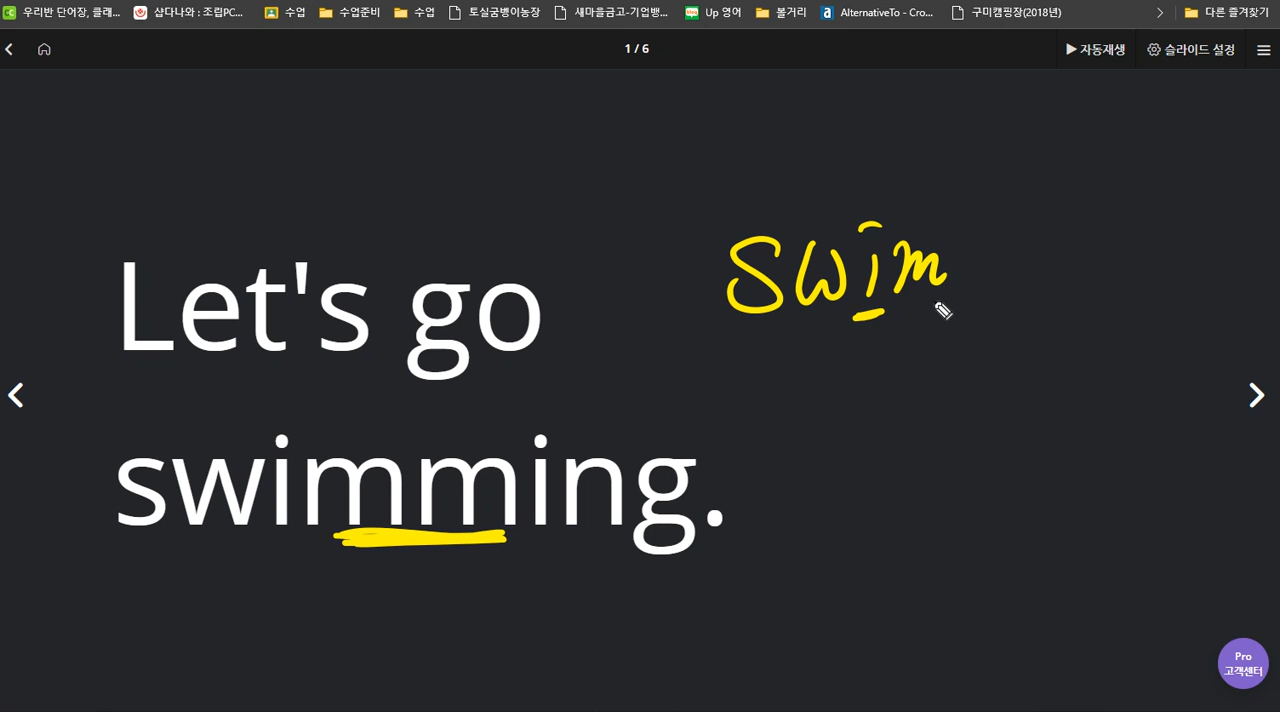 우리반 단어장, 클래... 샵다나와 : 조립PC... 수업 수업준비 수업 토실굼벵이농장 새마을금고-기업뱅... Up 영어 볼거리 AlternativeTo - Cro... 구미캠핑장(2018년) 다른 즐겨찾기
1 / 6 자동재생 슬라이드 설정
swim
Let's go
swimming.
Pro
고객센터